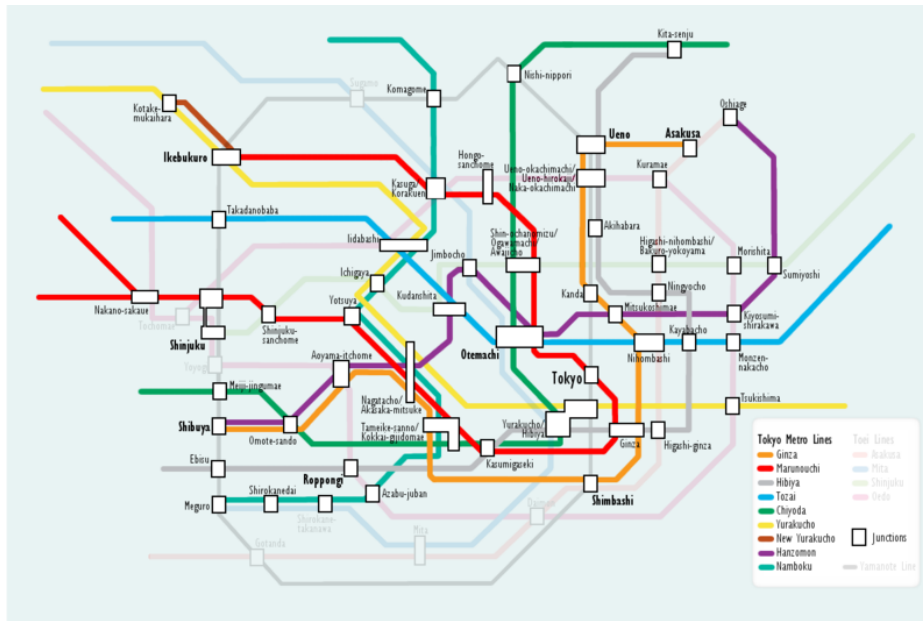 Kita-senju
Nishi-nippori
Sugamo
Komagome
Kotake-
mukaihara
Oshiage
Ueno
Asakusa
Ikebukuro
Hongo-
sanchome
Ueno-okachimachi/
Ueno-hirokaji/
Naka-okachimachi
Kuramae
Kasuga/
Korakuen
Takadanobaba
Akihabara
Iidabashi
Jimbocho
Shin-ochanomizu/
Ogawamachi/
Awajicho
Higashi-nihombashi/
Bakuro-yokoyama
Morishita
Sumiyoshi
Ichigaya
Kudanshita
Kanda
Ningyocho
Nakano-sakaue
Yotsuya
Mitsukoshimae
Kiyosumi-
shirakawa
Tochomae
Shinjuku
Shinjuku-
sanchome
Otemachi
Kayabacho
Nihombashi
Monzen-
nakacho
Aoyama-itchome
Yoyogi
Tokyo
Meiji-jingumae
Nagatacho/
Akasaka-mitsuke
Tsukishima
Shibuya
Omote-sando
Tameike-sanno/
Kokkai-gijidomae
Yurakucho/
Hibiya
Ginza
Higashi-ginza
Kasumigaseki
Ebisu
Roppongi
Shimbashi
Meguro
Shirokanedai
Azabu-juban
Shirokane-
takanawa
Daimon
Mita
Gotanda
Tokyo Metro Lines
Ginza
Marunouchi
Hibiya
Tozai
Chiyoda
Yurakucho
New Yurakucho
Hanzomon
Namboku
Toei Lines
Asakusa
Mita
Shinjuku
Oedo
Junctions
Yamanote Line